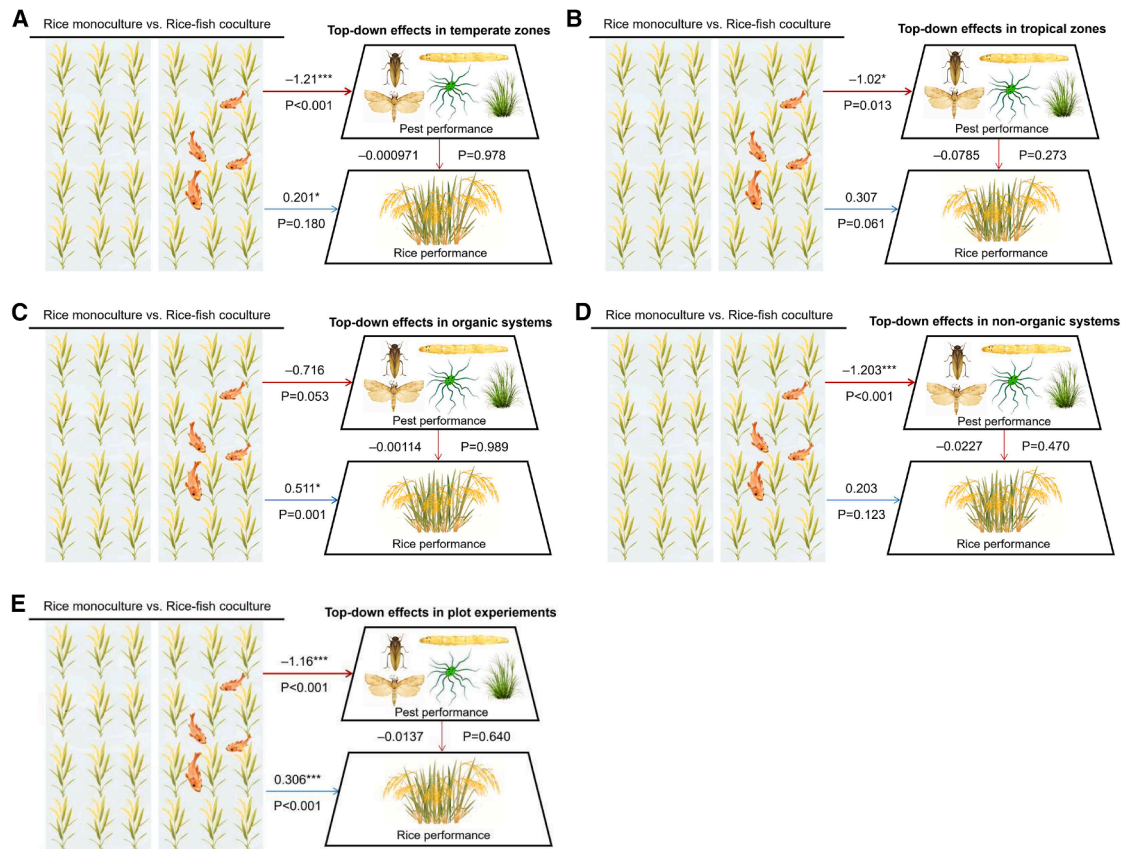 A
Rice monoculture vs. Rice-fish coculture
Top-down effects in temperate zones
–1.21***
P<0.001
Pest performance
–0.000971
P=0.978
0.201*
P=0.180
Rice performance
B
Rice monoculture vs. Rice-fish coculture
Top-down effects in tropical zones
–1.02*
P=0.013
Pest performance
–0.0785
P=0.273
0.307
P=0.061
Rice performance
C
Rice monoculture vs. Rice-fish coculture
Top-down effects in organic systems
–0.716
P=0.053
Pest performance
–0.00114
P=0.989
0.511*
P=0.001
Rice performance
D
Rice monoculture vs. Rice-fish coculture
Top-down effects in non-organic systems
–1.203***
P<0.001
Pest performance
–0.0227
P=0.470
0.203
P=0.123
Rice performance
E
Rice monoculture vs. Rice-fish coculture
Top-down effects in plot experiements
–1.16***
P<0.001
Pest performance
–0.0137
P=0.640
0.306***
P<0.001
Rice performance